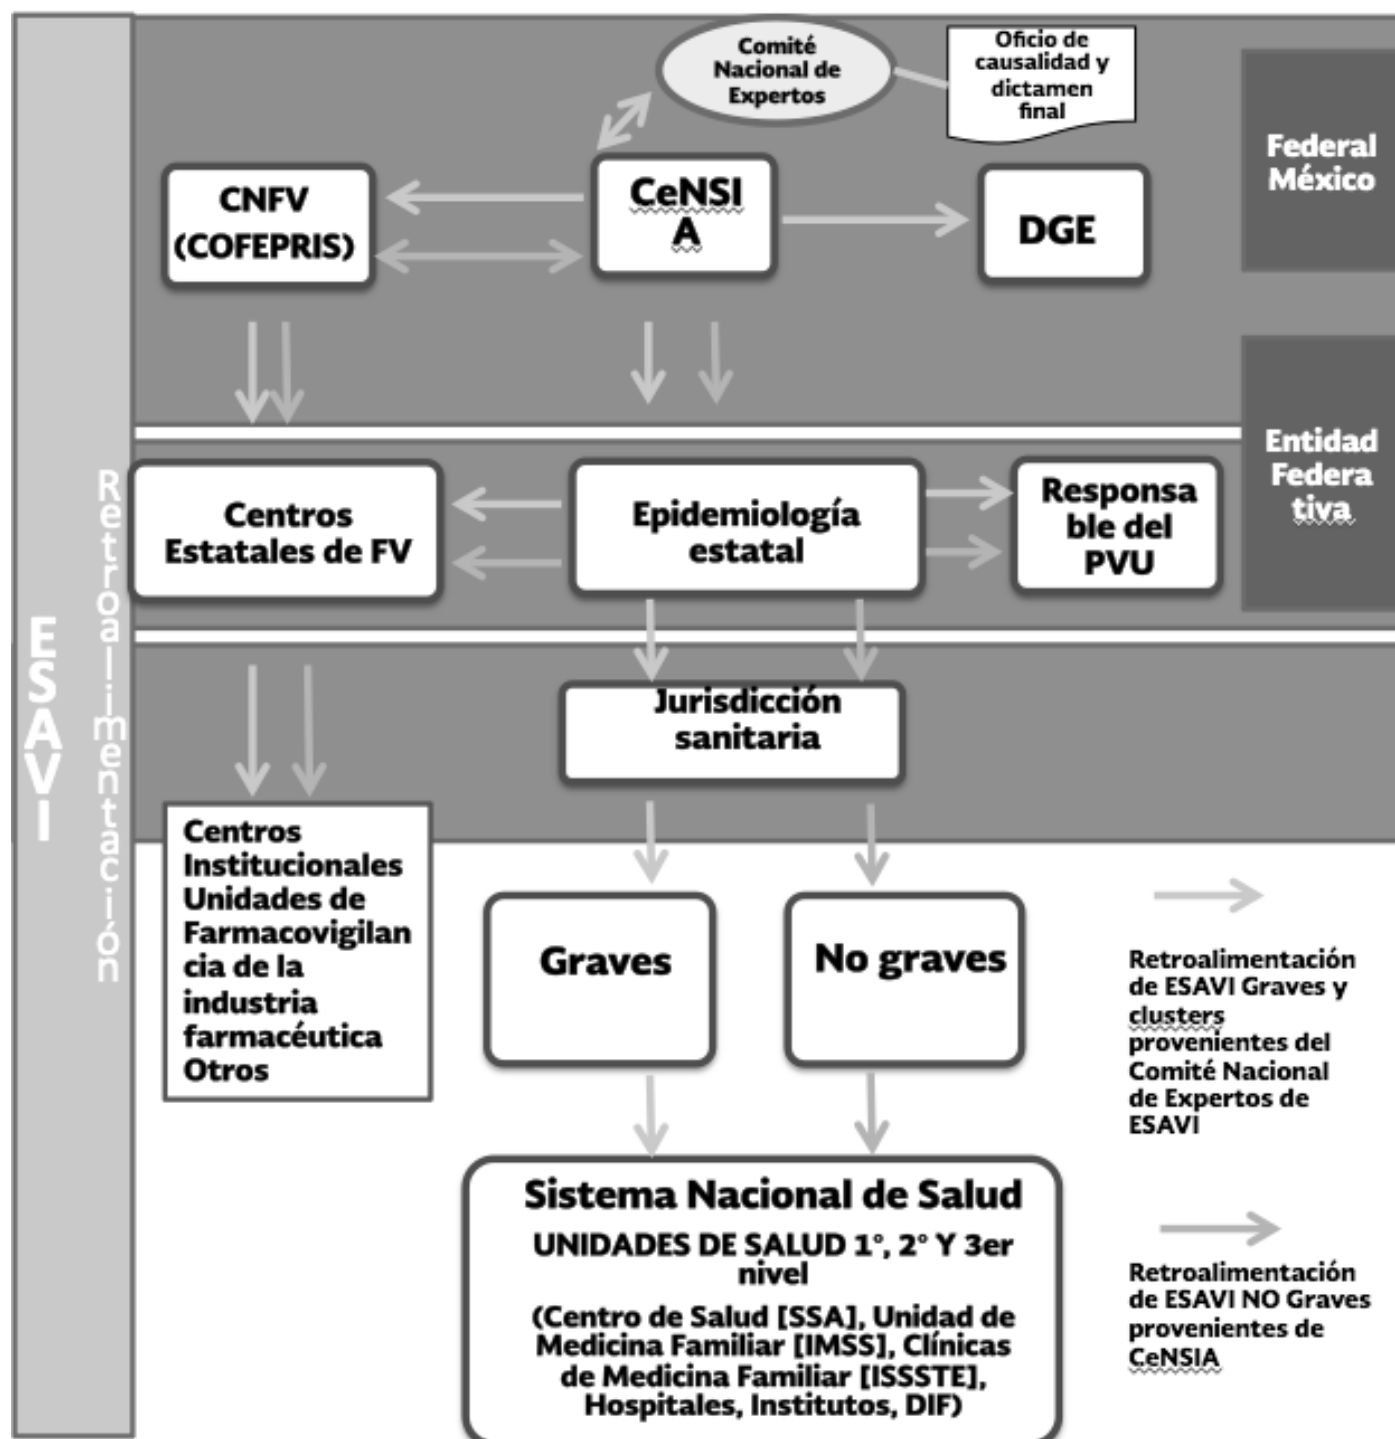 Comité
Nacional de
Expertos
Oficio de
causalidad y
dictamen
final
Federal
México
CNFV
(COFEPRIS)
CeNSI
A
DGE
Entidad
Federa
tiva
Centros
Estatales de FV
Epidemiología
estatal
Responsa
ble del
PVU
ESAVI
Retroalimentación
Jurisdicción
sanitaria
Centros
Institucionales
Unidades de
Farmacovigilan
cia de la
industria
farmacéutica
Otros
Graves
No graves
Retroalimentación
de ESAVI Graves y
clusters
provenientes del
Comité Nacional
de Expertos de
ESAVI
Sistema Nacional de Salud
UNIDADES DE SALUD 1°, 2° Y 3er
nivel
(Centro de Salud [SSA], Unidad de
Medicina Familiar [IMSS], Clínicas
de Medicina Familiar [ISSSTE],
Hospitales, Institutos, DIF)
Retroalimentación
de ESAVI NO Graves
provenientes de
CeNSIA